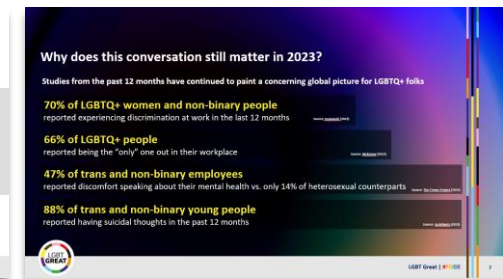 Why does this conversation still matter in 2023?
Studies from the past 12 months have continued to paint a concerning global picture for LGBTQ+ folks
70% of LGBTQ+ women and non-binary people
reported experiencing discrimination at work in the last 12 months
66% of LGBTQ+ people
reported being the "only" one out in their workplace
47% of trans and non-binary employees
reported discomfort speaking about their mental health vs. only 14% of heterosexual counterparts
88% of trans and non-binary young people
reported having suicidal thoughts in the past 12 months
LGBT
GREAT
LGBT Great |